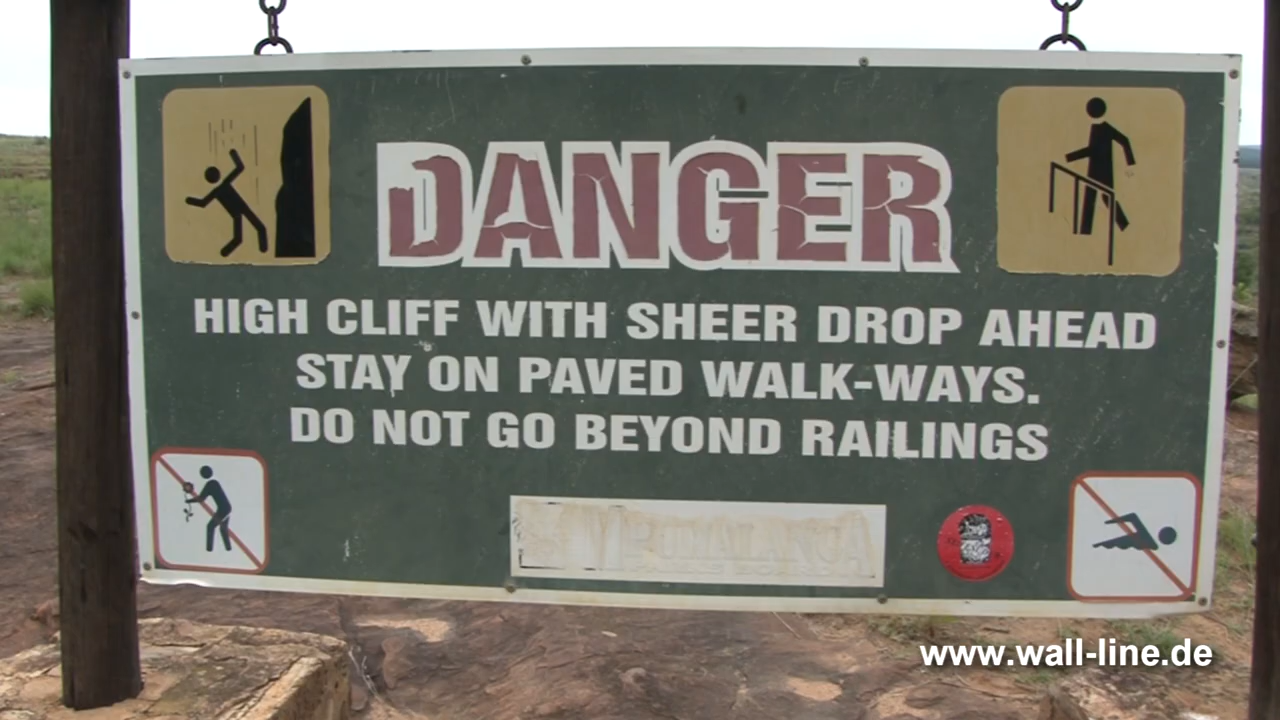 DANGER
HIGH CLIFF WITH SHEER DROP AHEAD
STAY ON PAVED WALK-WAYS.
DO NOT GO BEYOND RAILINGS
www.wall-line.de